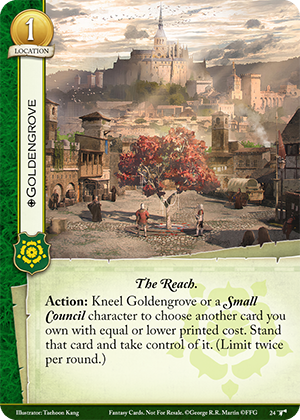 1
LOCATION
GOLDENGROVE
The Reach.
Action: Kneel Goldengrove or a Small
Council character to choose another card you
own with equal or lower printed cost. Stand
that card and take control of it. (Limit twice
per round.)
Illustrator: Taehoon Kang
Fantasy Cards. Not For Resale. ©George R.R. Martin ©FFG
24